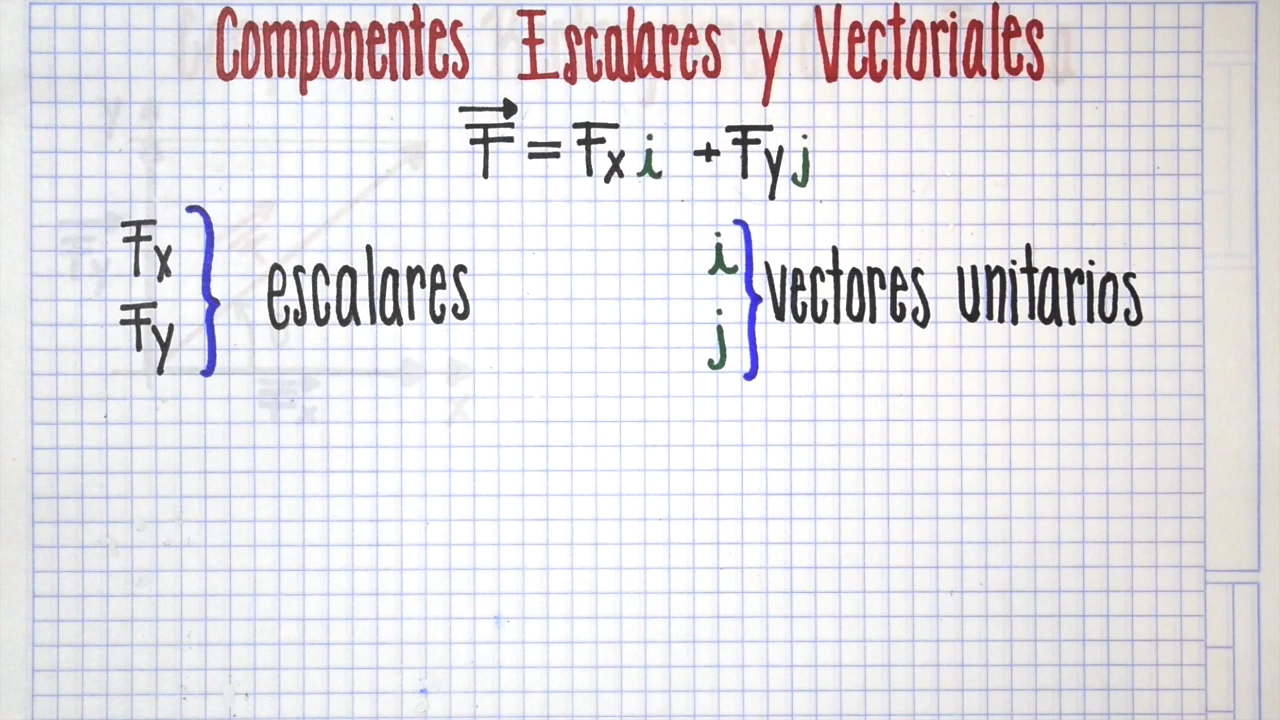 Componentes Escalares y Vectoriales
F⃗ = Fx i + Fy j
Fx
Fy
} escalares
i
j
} vectores unitarios